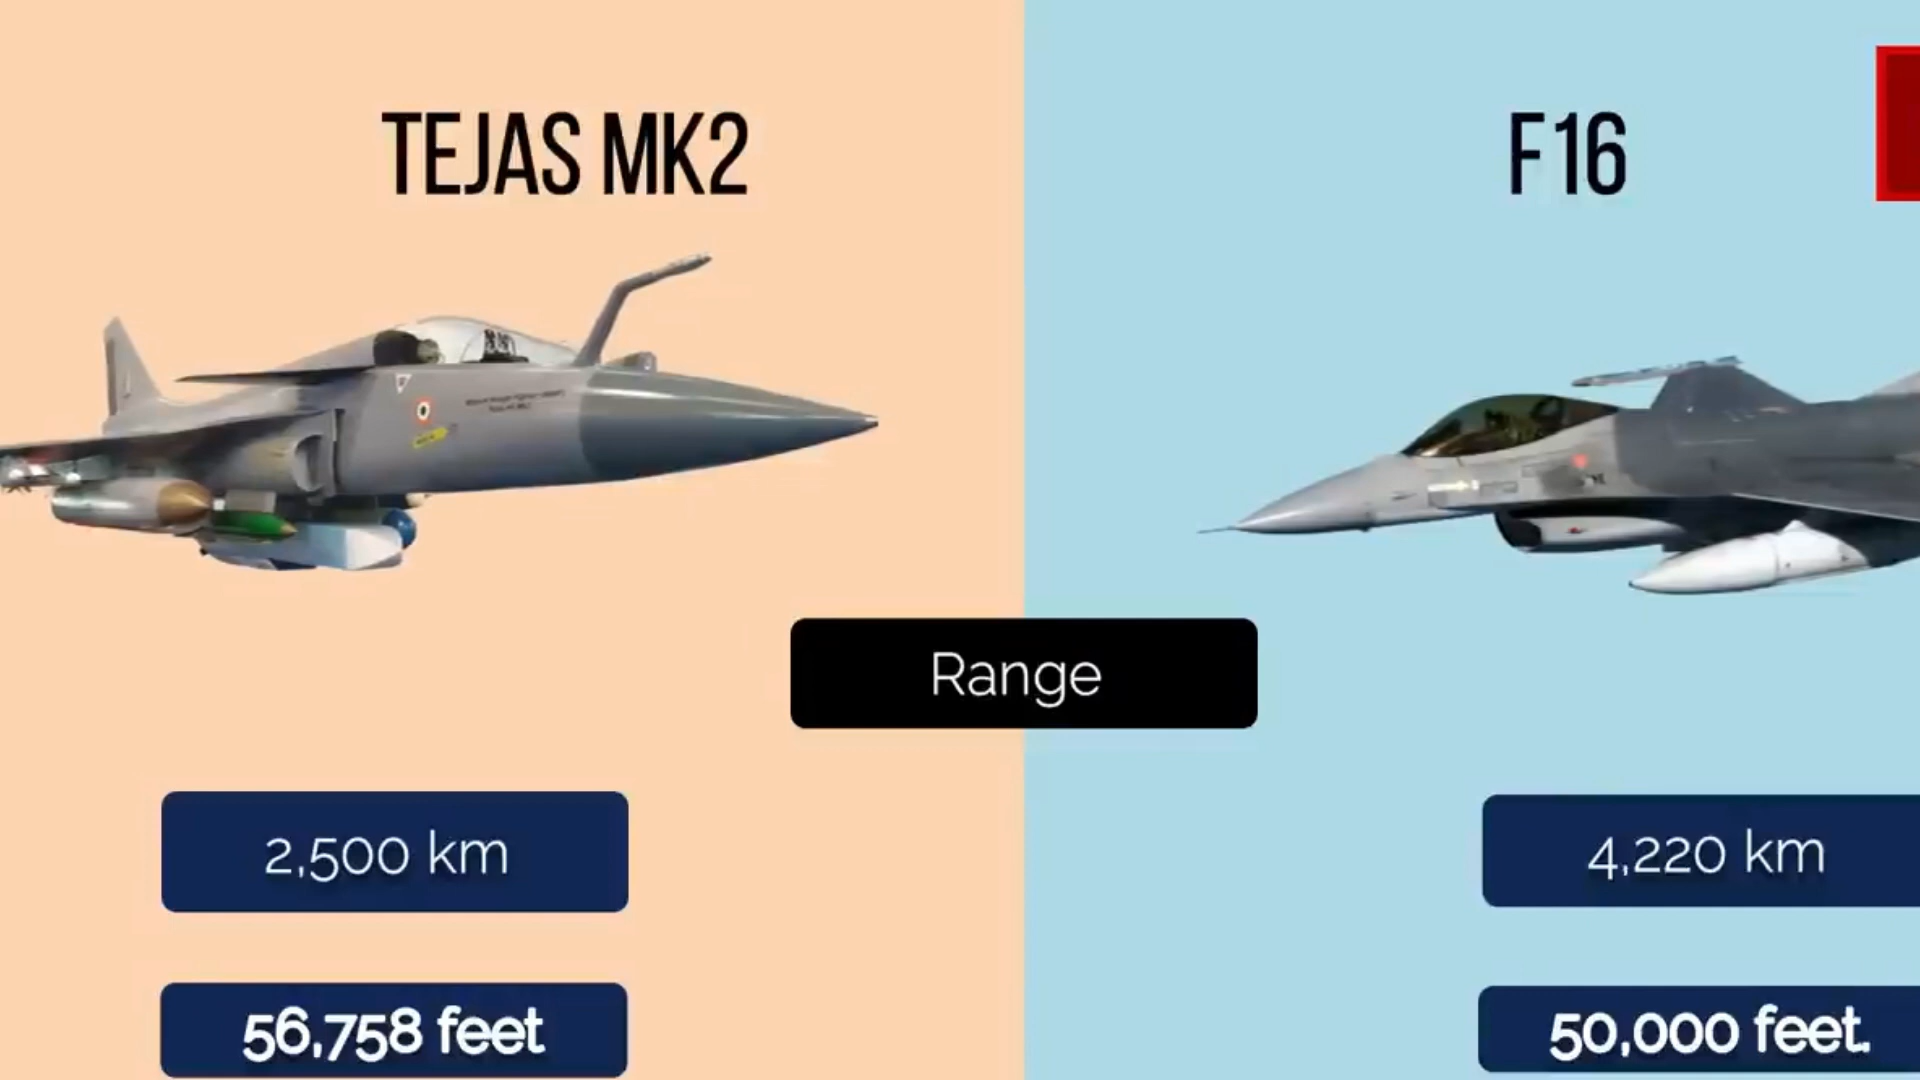 TEJAS MK2
F16
Range
2,500 km
4,220 km
56,758 feet
50,000 feet.